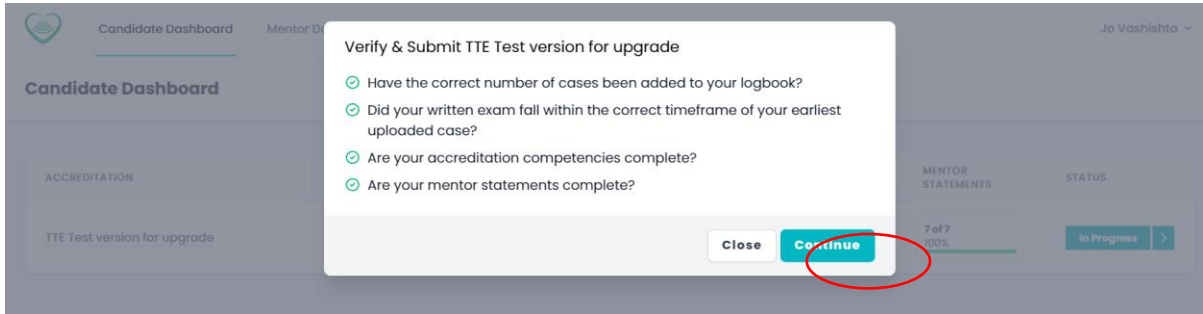 Candidate Dashboard
Mentor Da
Jo Vashishta
Candidate Dashboard
Verify & Submit TTE Test version for upgrade
Have the correct number of cases been added to your logbook?
Did your written exam fall within the correct timeframe of your earliest
uploaded case?
Are your accreditation competencies complete?
Are your mentor statements complete?
Close
Continue
ACCREDITATION
MENTOR
STATEMENTS
STATUS
TTE Test version for upgrade
7 of 7
100%
In Progress